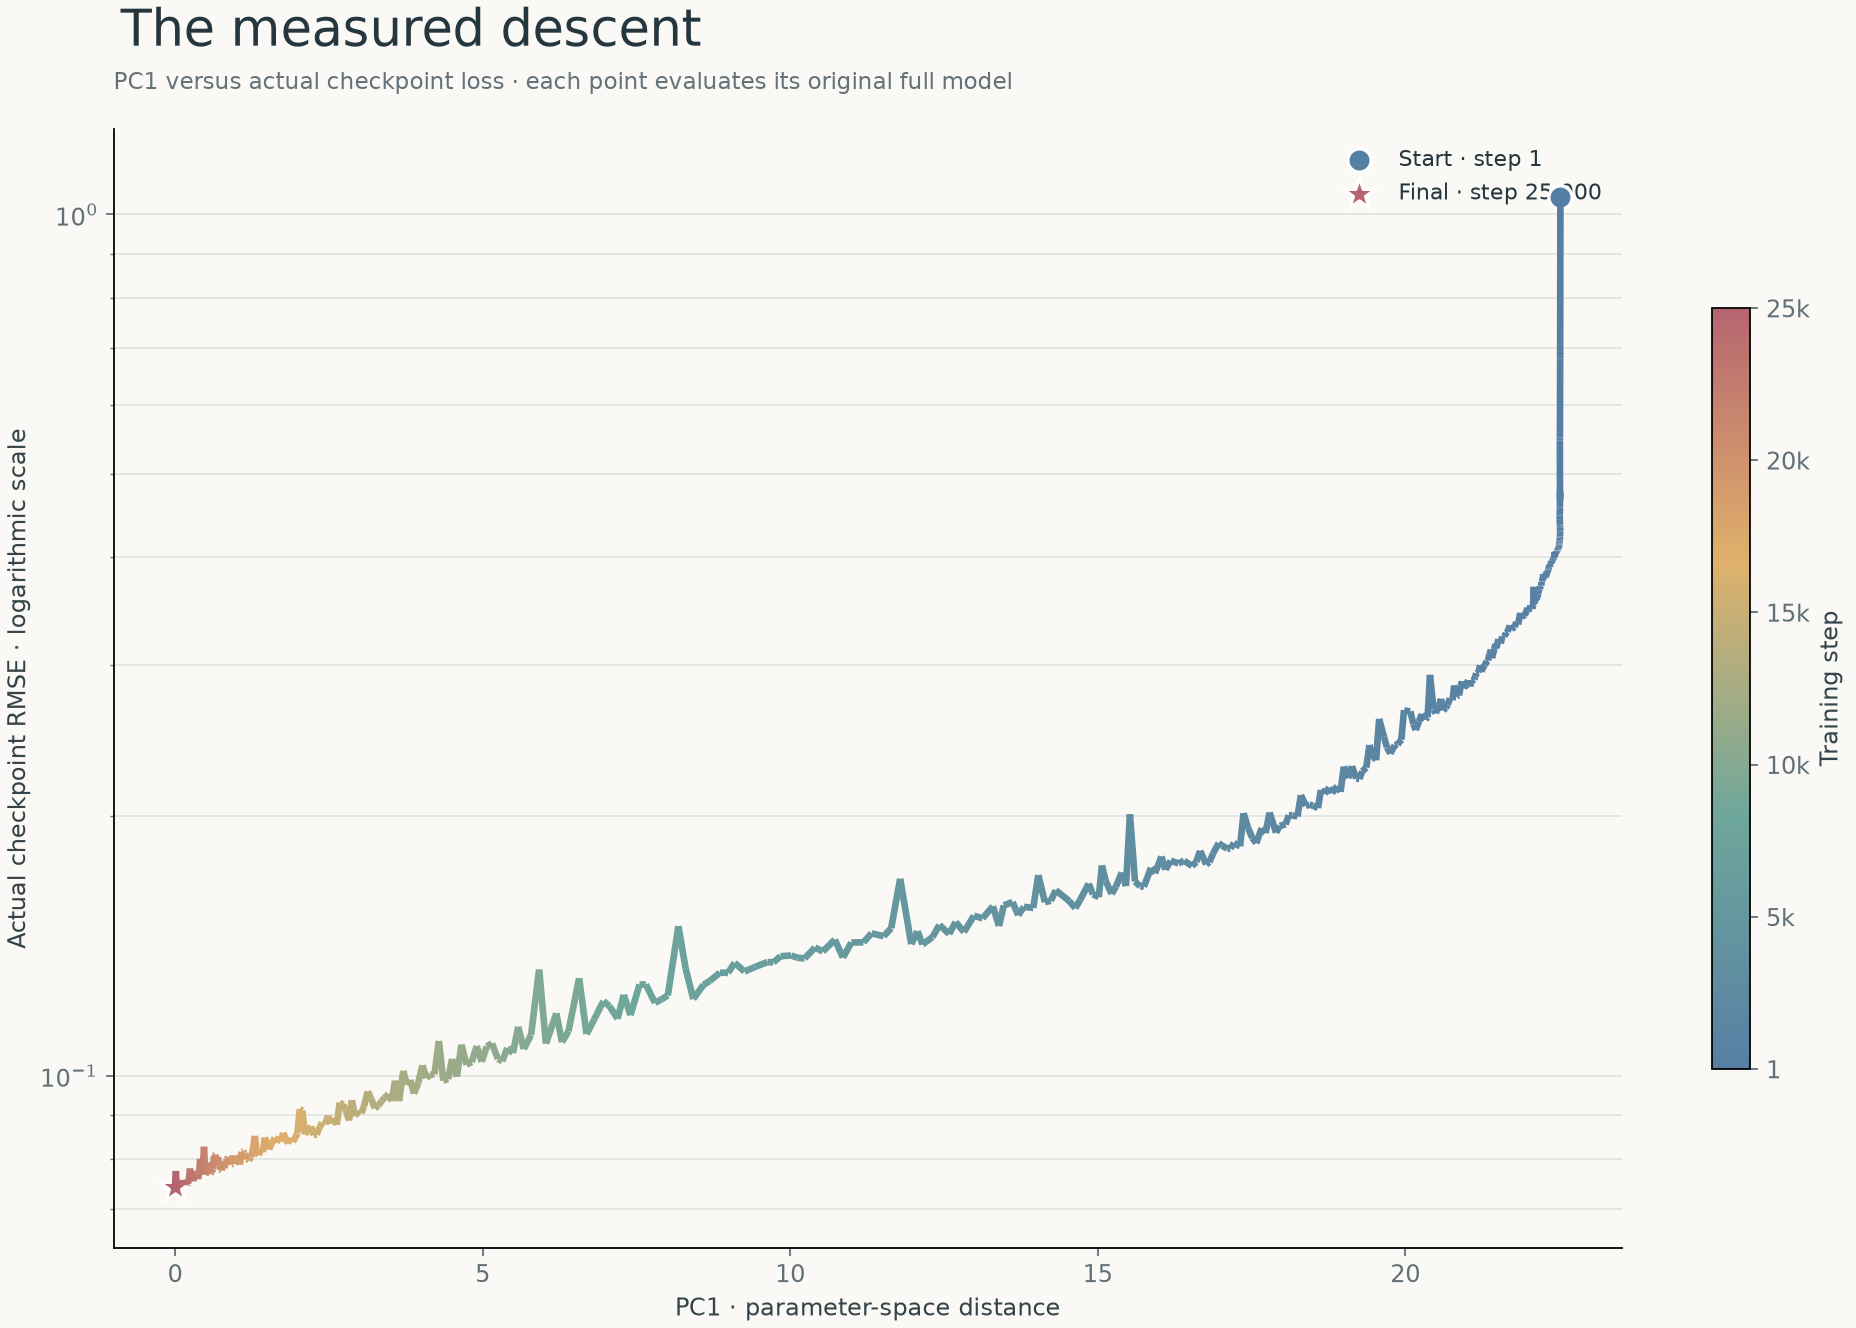 The measured descent
PC1 versus actual checkpoint loss · each point evaluates its original full model
Start · step 1
Final · step 25 00
10⁰
10⁻¹
Actual checkpoint RMSE · logarithmic scale
0 5 10 15 20
PC1 · parameter-space distance
25k
20k
15k
10k
5k
1
Training step